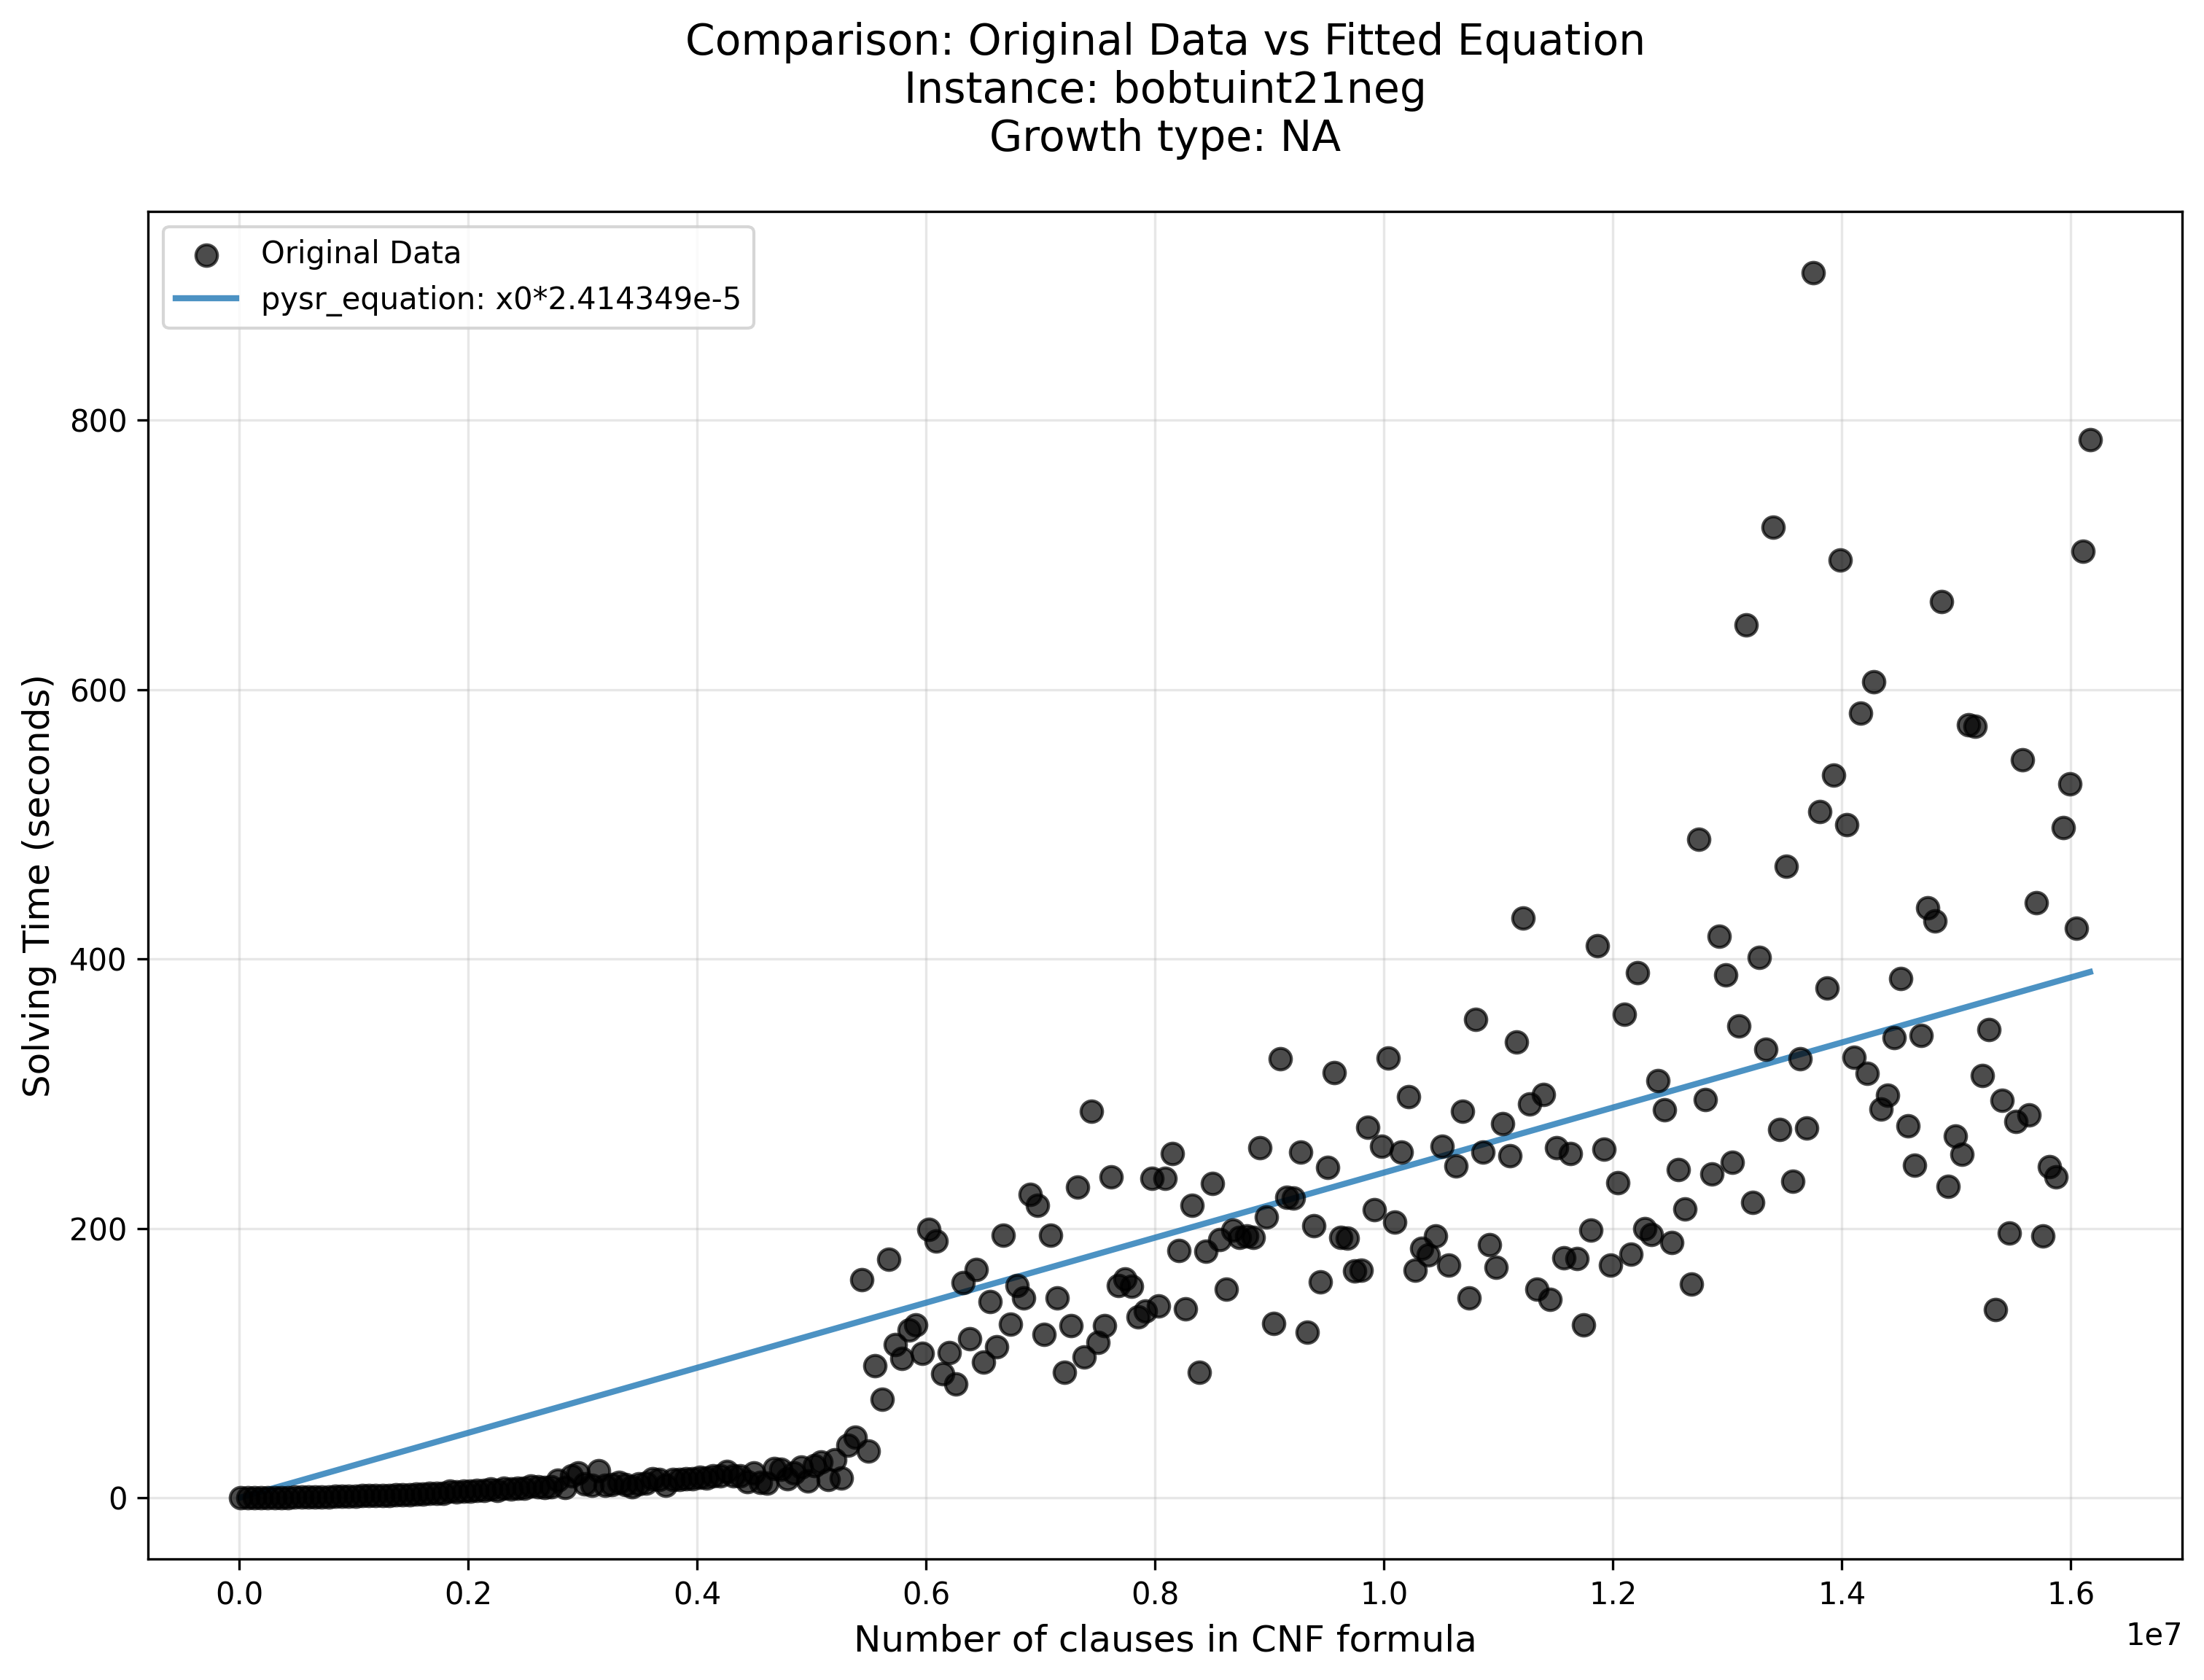 Comparison: Original Data vs Fitted Equation
Instance: bobtuint21neg
Growth type: NA
Original Data
pysr_equation: x0*2.414349e-5
Solving Time (seconds)
800
600
400
200
0
0.0 0.2 0.4 0.6 0.8 1.0 1.2 1.4 1.6
1e7
Number of clauses in CNF formula